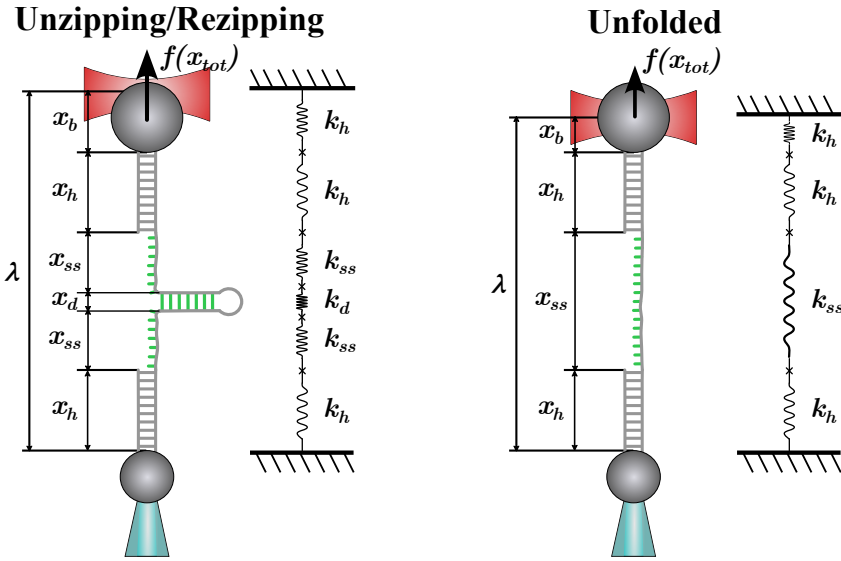 Unzipping/Rezipping
f(x_tot)
x_b
k_h
x_h
k_h
λ
x_ss
k_ss
x_d
k_d
x_ss
k_ss
x_h
k_h
Unfolded
f(x_tot)
x_b
k_h
x_h
k_h
λ
x_ss
k_ss
x_h
k_h